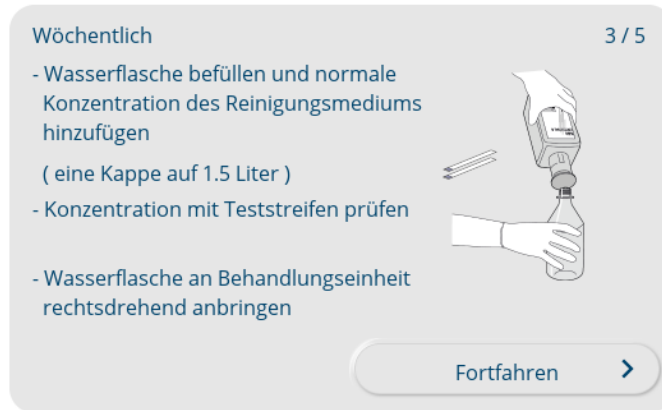 Wöchentlich 3 / 5
- Wasserflasche befüllen und normale
Konzentration des Reinigungsmediums
hinzufügen
( eine Kappe auf 1.5 Liter )
- Konzentration mit Teststreifen prüfen
- Wasserflasche an Behandlungseinheit
rechtsdrehend anbringen
Fortfahren